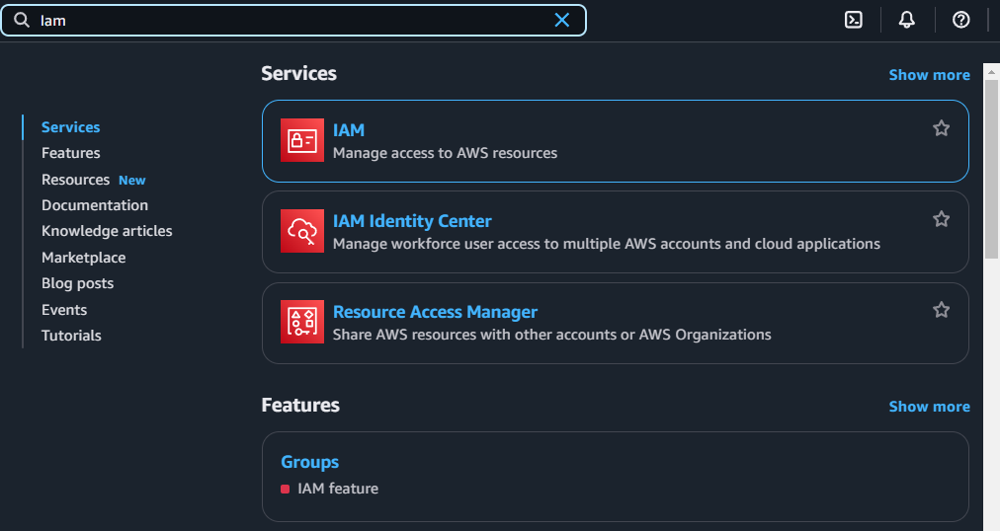 Iam
Services
Show more
Services
Features
Resources New
Documentation
Knowledge articles
Marketplace
Blog posts
Events
Tutorials
IAM
Manage access to AWS resources
IAM Identity Center
Manage workforce user access to multiple AWS accounts and cloud applications
Resource Access Manager
Share AWS resources with other accounts or AWS Organizations
Features
Show more
Groups
IAM feature